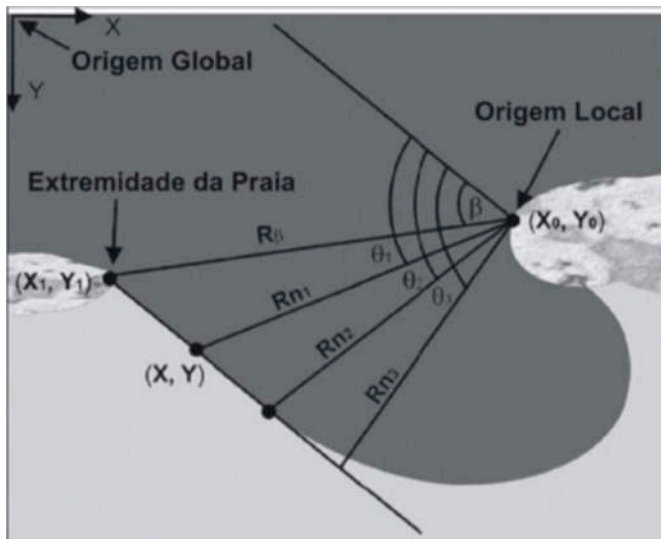 X
Origem Global
Y
Origem Local
Extremidade da Praia
β
(X₀, Y₀)
Rᵦ
θ₁
(X₁, Y₁)
θ₂
θ₃
Rn₁
Rn₂
Rn₃
(X, Y)